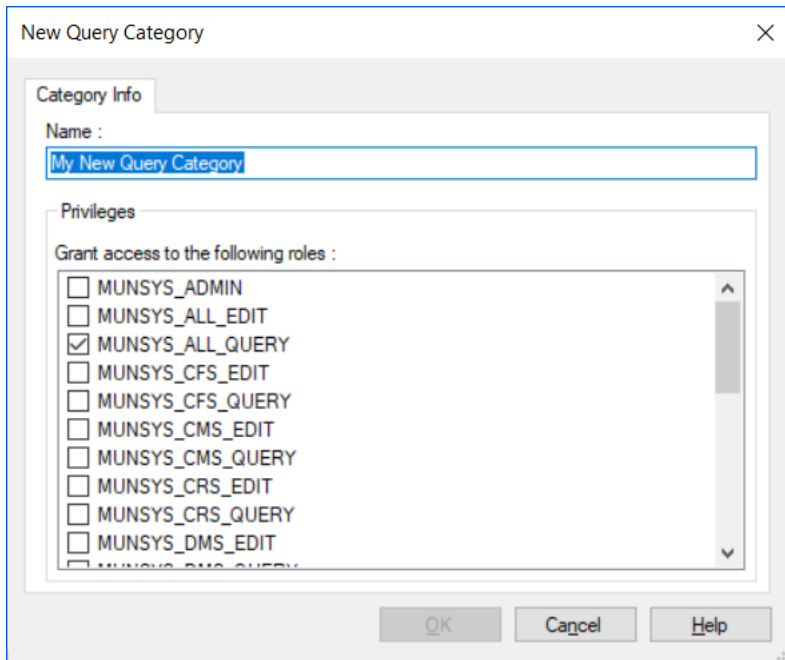 New Query Category
Category Info
Name :
My New Query Category
Privileges
Grant access to the following roles :
MUNSYS_ADMIN
MUNSYS_ALL_EDIT
MUNSYS_ALL_QUERY
MUNSYS_CFS_EDIT
MUNSYS_CFS_QUERY
MUNSYS_CMS_EDIT
MUNSYS_CMS_QUERY
MUNSYS_CRS_EDIT
MUNSYS_CRS_QUERY
MUNSYS_DMS_EDIT
MUNSYS_DMS_QUERY
OK Cancel Help